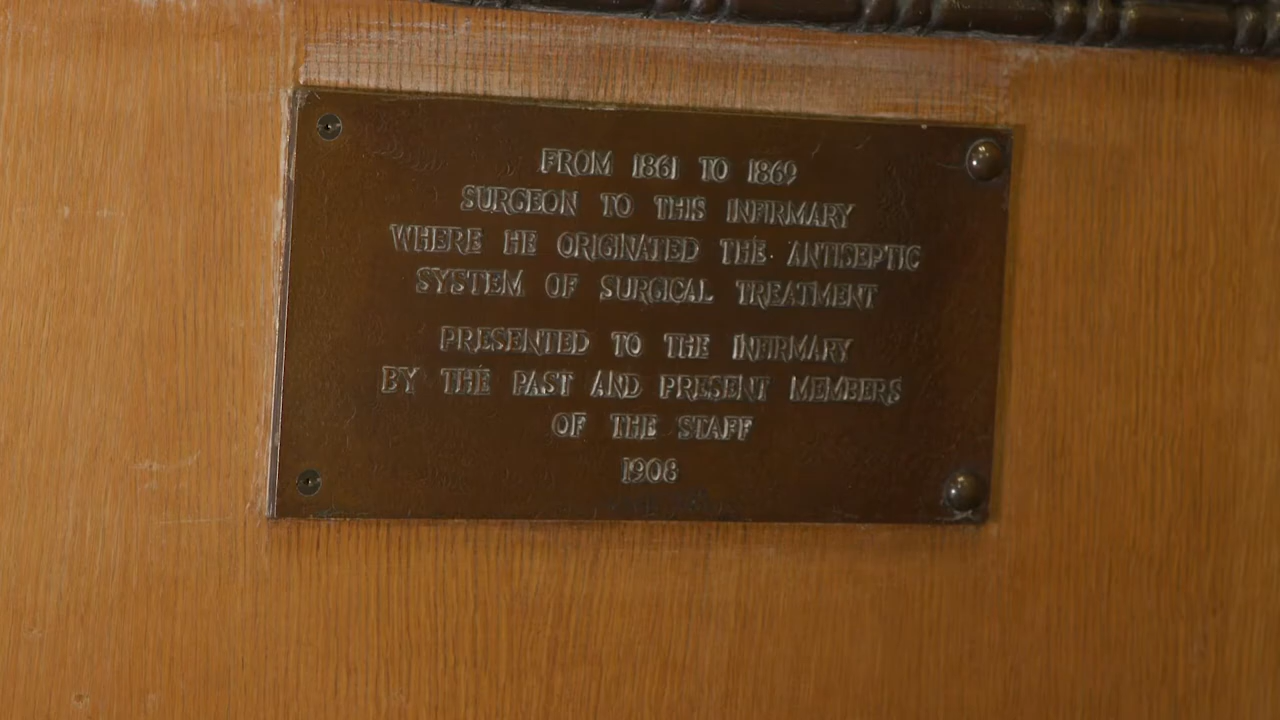 FROM 1861 TO 1869
SURGEON TO THIS INFIRMARY
WHERE HE ORIGINATED THE ANTISEPTIC
SYSTEM OF SURGICAL TREATMENT
PRESENTED TO THE INFIRMARY
BY THE PAST AND PRESENT MEMBERS
OF THE STAFF
1908